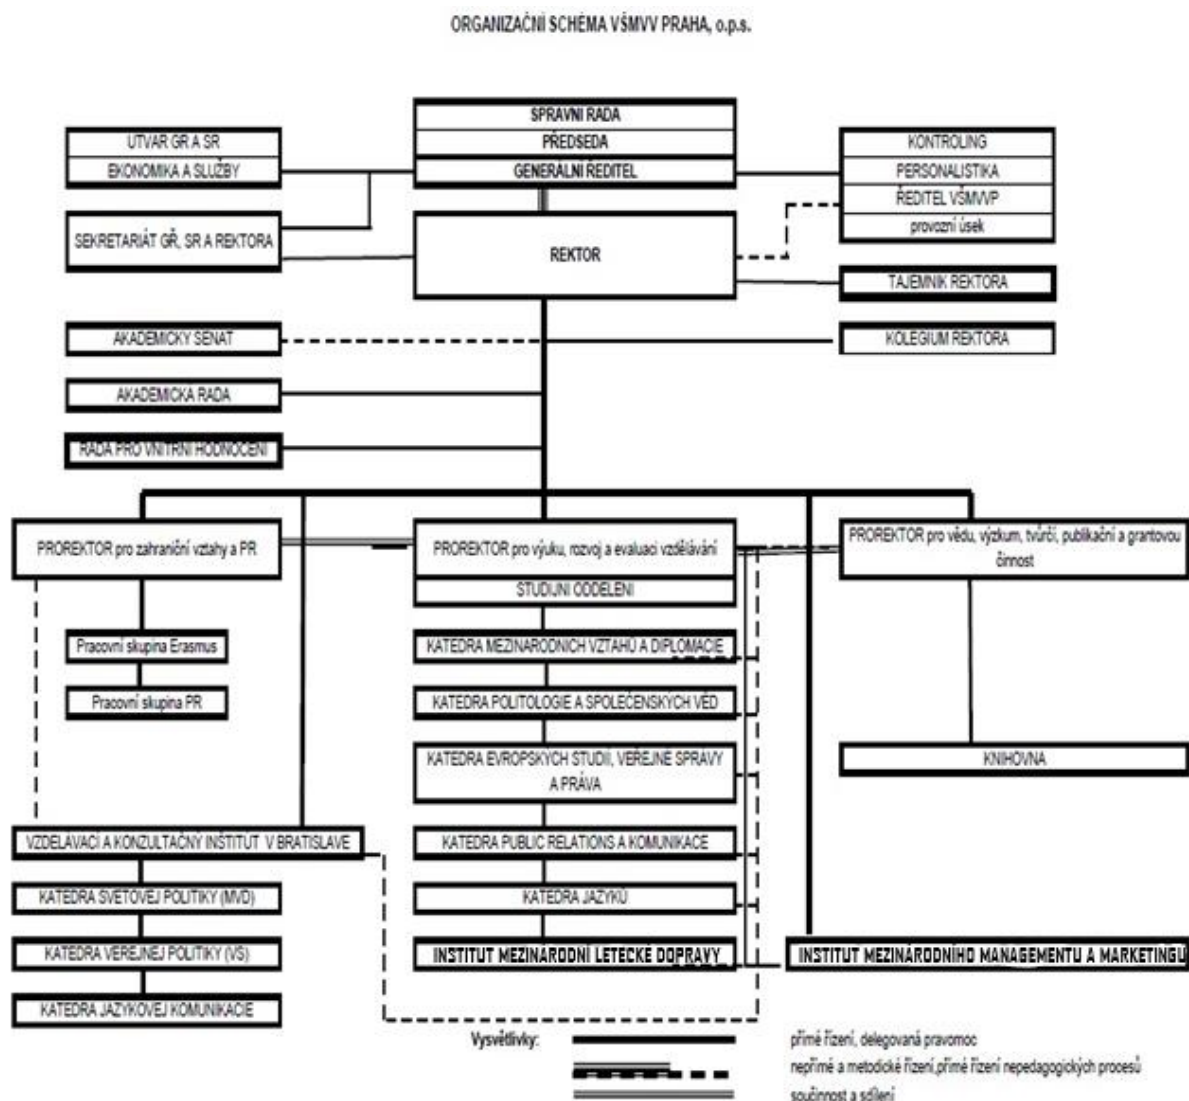 ORGANIZAČNÍ SCHÉMA VŠMVV PRAHA, o.p.s.
SPRÁVNÍ RADA
PŘEDSEDA
GENERÁLNÍ ŘEDITEL
ÚTVAR GŘ A SR
EKONOMIKA A SLUŽBY
KONTROLING
PERSONALISTIKA
ŘEDITEL VŠMVVP
provozní úsek
SEKRETARIÁT GŘ, SR A REKTORA
REKTOR
TAJEMNÍK REKTORA
AKADEMICKÝ SENÁT
KOLEGIUM REKTORA
AKADEMICKÁ RADA
RADA PRO VNITŘNÍ HODNOCENÍ
PROREKTOR pro zahraniční vztahy a PR
PROREKTOR pro výuku, rozvoj a evaluaci vzdělávání
STUDIJNÍ ODDĚLENÍ
PROREKTOR pro vědu, výzkum, tvůrčí, publikační a grantovou
činnost
Pracovní skupina Erasmus
Pracovní skupina PR
KATEDRA MEZINÁRODNÍCH VZTAHŮ A DIPLOMACIE
KATEDRA POLITOLOGIE A SPOLEČENSKÝCH VĚD
KATEDRA EVROPSKÝCH STUDIÍ, VEŘEJNÉ SPRÁVY
A PRÁVA
KNIHOVNA
VZDELÁVACÍ A KONZULTAČNÝ INŠTITÚT V BRATISLAVE
KATEDRA PUBLIC RELATIONS A KOMUNIKACE
KATEDRA SVETOVEJ POLITIKY (MVD)
KATEDRA JAZYKŮ
KATEDRA VEREJNEJ POLITIKY (VS)
INSTITUT MEZINÁRODNÍ LETECKÉ DOPRAVY
INSTITUT MEZINÁRODNÍHO MANAGEMENTU A MARKETINGU
KATEDRA JAZYKOVEJ KOMUNIKÁCIE
Vysvětlivky:
přímé řízení, delegovaná pravomoc
nepřímé a metodické řízení,přímé řízení nepedagogických procesů
součinnost a sdílení